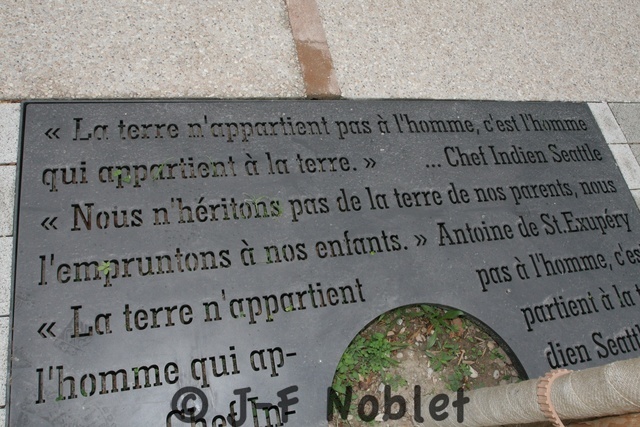 « La terre n'appartient pas à l'homme, c'est l'homme
qui appartient à la terre. » ... Chef Indien Seattle
« Nous n'héritons pas de la terre de nos parents, nous
l'empruntons à nos enfants. » Antoine de St.Exupéry
« La terre n'appartient pas à l'homme, c'es
l'homme qui ap- partient à la t
Chef In- dien Seattl
© J-F Noblet